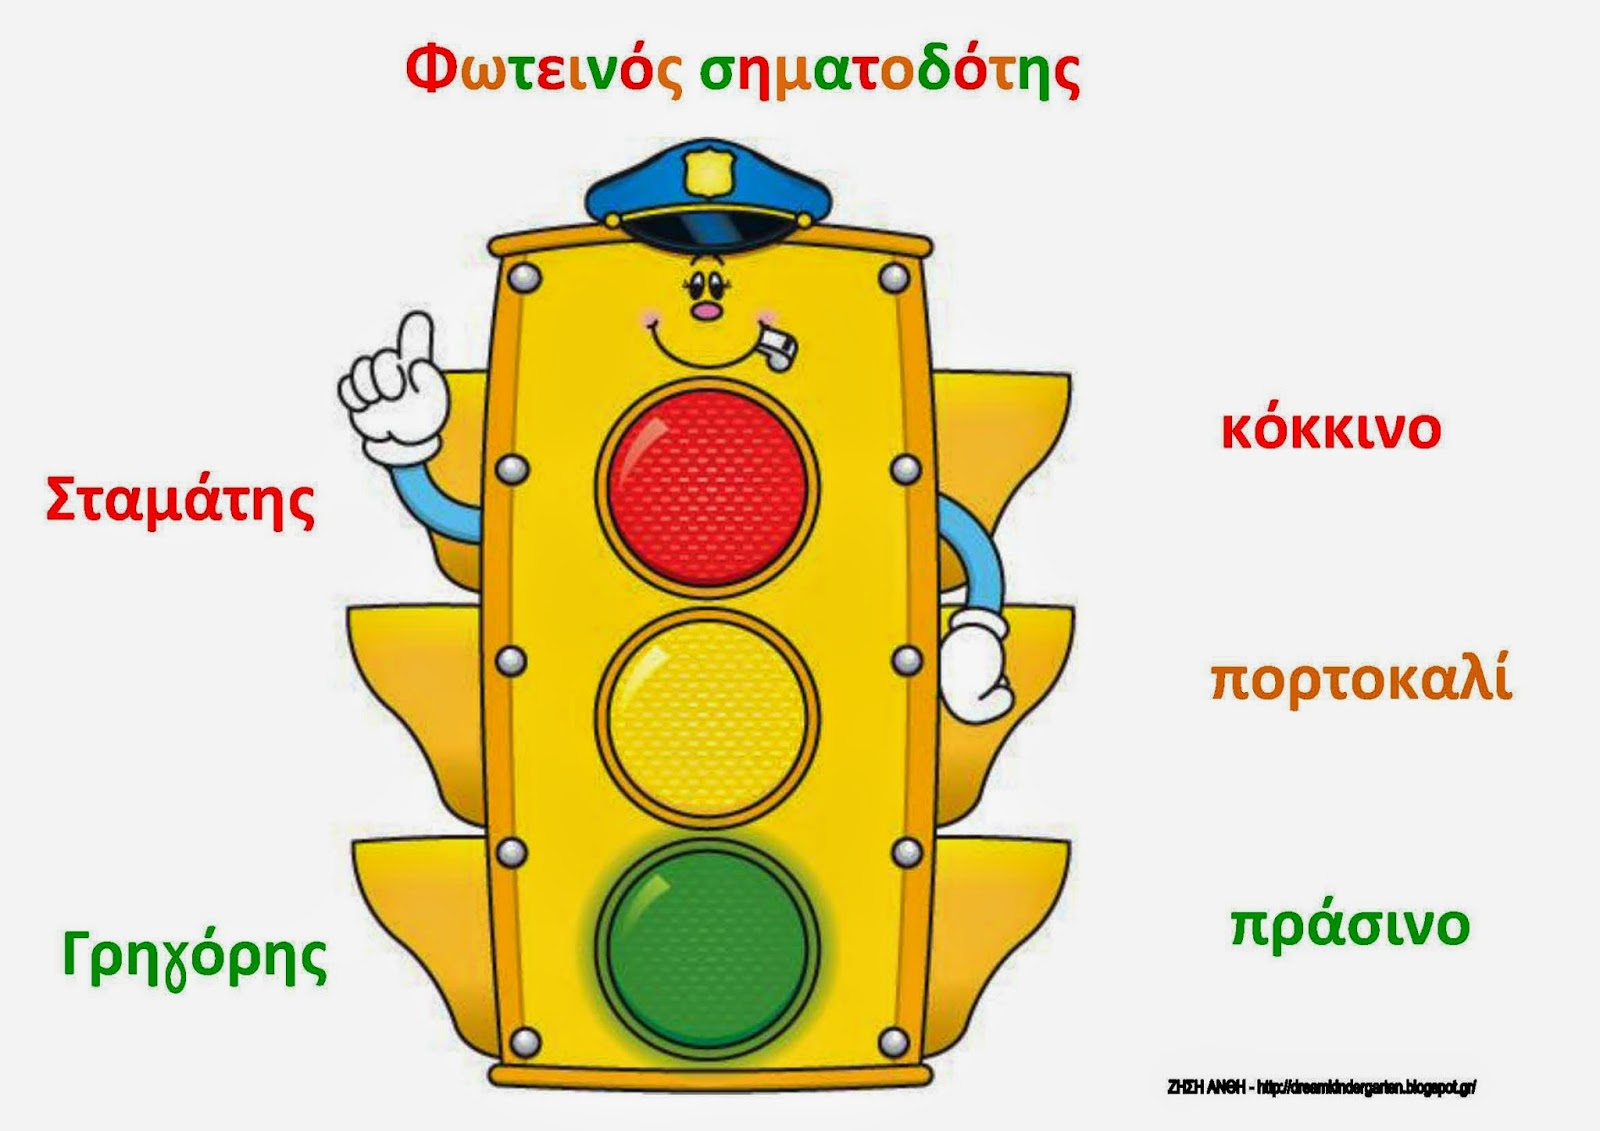 Φωτεινός σηματοδότης
κόκκινο
Σταμάτης
πορτοκαλί
Γρηγόρης
πράσινο
ΖΗΣΗ ΑΝΘΗ - http://dreamkindergarten.blogspot.gr/